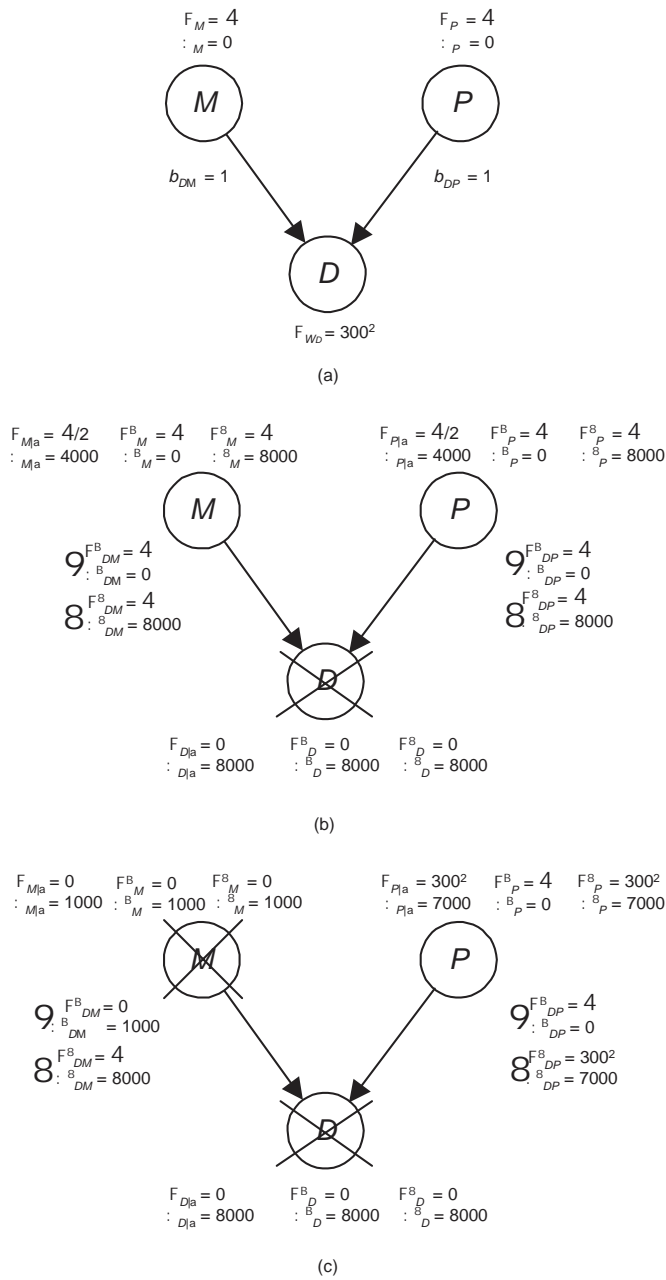 F_M = 4    F_P = 4
: _M = 0    : _P = 0
M    P
b_DM = 1    b_DP = 1
D
F_W_D = 300²
(a)
F_M|a = 4/2    F^B_M = 4    F^8_M = 4    F_P|a = 4/2    F^B_P = 4    F^8_P = 4
: _M|a = 4000    : ^B_M = 0    : ^8_M = 8000    : _P|a = 4000    : ^B_P = 0    : ^8_P = 8000
M    P
9 F^B_DM = 4    9 F^B_DP = 4
: ^B_DM = 0    : ^B_DP = 0
8 F^8_DM = 4    8 F^8_DP = 4
: ^8_DM = 8000    : ^8_DP = 8000
D
F_D|a = 0    F^B_D = 0    F^8_D = 0
: _D|a = 8000    : ^B_D = 8000    : ^8_D = 8000
(b)
F_M|a = 0    F^B_M = 0    F^8_M = 0    F_P|a = 300²    F^B_P = 4    F^8_P = 300²
: _M|a = 1000    : ^B_M = 1000    : ^8_M = 1000    : _P|a = 7000    : ^B_P = 0    : ^8_P = 7000
M    P
9 F^B_DM = 0    9 F^B_DP = 4
: ^B_DM = 1000    : ^B_DP = 0
8 F^8_DM = 4    8 F^8_DP = 300²
: ^8_DM = 8000    : ^8_DP = 7000
D
F_D|a = 0    F^B_D = 0    F^8_D = 0
: _D|a = 8000    : ^B_D = 8000    : ^8_D = 8000
(c)